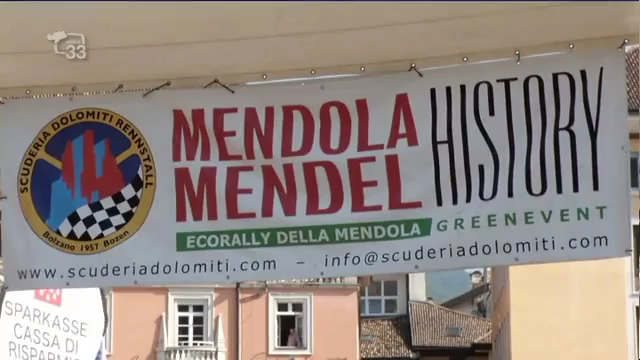 33
SCUDERIA DOLOMITI RENNSTALL
Bolzano 1957 Bozen
MENDOLA
MENDEL
HISTORY
ECORALLY DELLA MENDOLA
GREENEVENT
www.scuderiadolomiti.com – info@scuderiadolomiti.com
SPARKASSE
CASSA DI
RISPARMIO